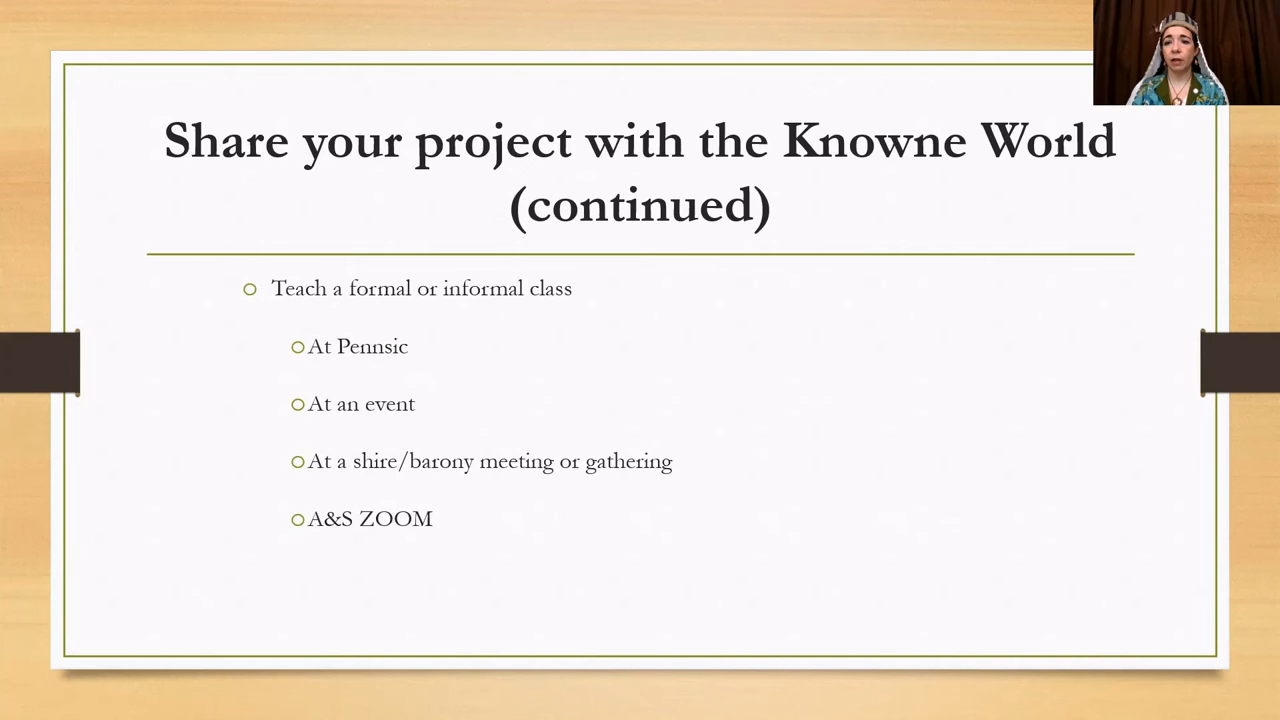 Share your project with the Knowne World
(continued)
Teach a formal or informal class
At Pennsic
At an event
At a shire/barony meeting or gathering
A&S ZOOM